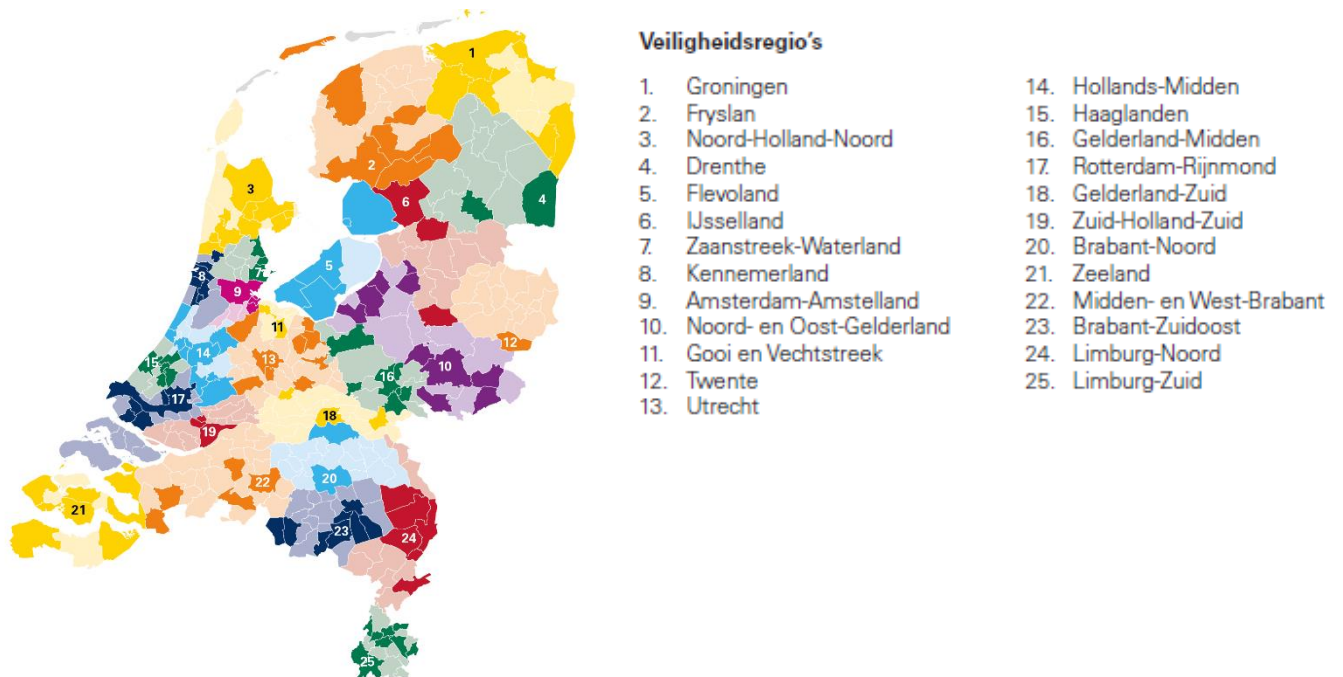 Veiligheidsregio's
1. Groningen
2. Fryslan
3. Noord-Holland-Noord
4. Drenthe
5. Flevoland
6. IJsselland
7. Zaanstreek-Waterland
8. Kennemerland
9. Amsterdam-Amstelland
10. Noord- en Oost-Gelderland
11. Gooi en Vechtstreek
12. Twente
13. Utrecht
14. Hollands-Midden
15. Haaglanden
16. Gelderland-Midden
17. Rotterdam-Rijnmond
18. Gelderland-Zuid
19. Zuid-Holland-Zuid
20. Brabant-Noord
21. Zeeland
22. Midden- en West-Brabant
23. Brabant-Zuidoost
24. Limburg-Noord
25. Limburg-Zuid
1
2
3
4
6
5
7
8
9
11
12
14
13
15
10
16
17
18
19
20
22
21
23
24
25